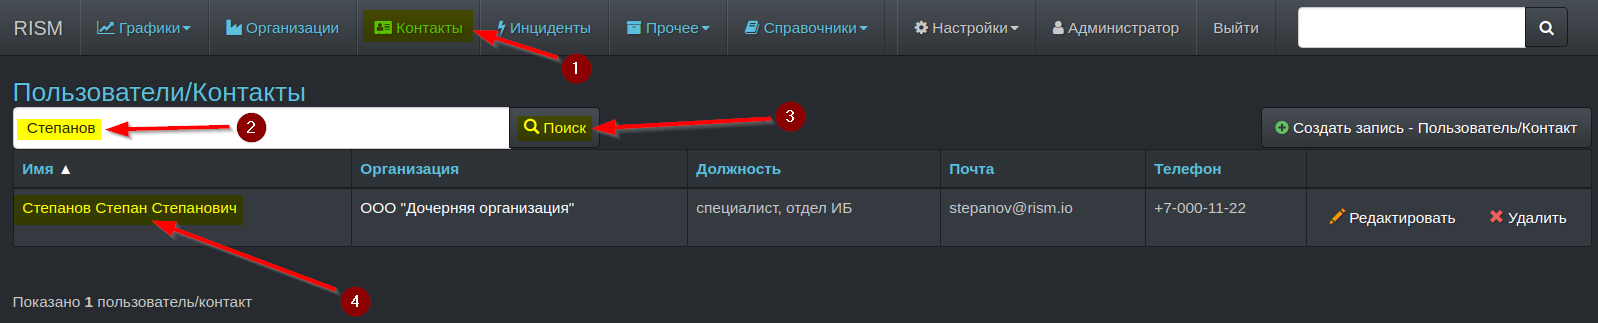 RISM Графики Организации Контакты Инциденты Прочее Справочники Настройки Администратор Выйти
1
Пользователи/Контакты
Степанов 2 Поиск 3 Создать запись - Пользователь/Контакт
Имя ▲ Организация Должность Почта Телефон
Степанов Степан Степанович ООО "Дочерняя организация" специалист, отдел ИБ stepanov@rism.io +7-000-11-22 Редактировать Удалить
4
Показано 1 пользователь/контакт